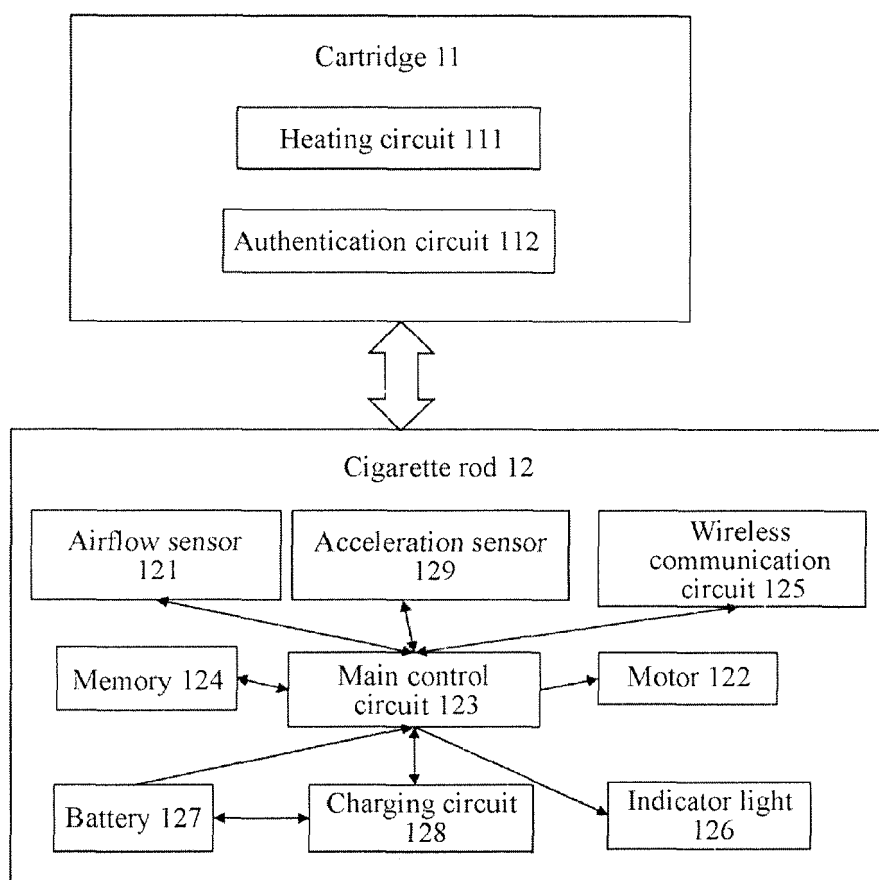 Cartridge 11
Heating circuit 111
Authentication circuit 112
Cigarette rod 12
Airflow sensor
121
Acceleration sensor
129
Wireless
communication
circuit 125
Memory 124
Main control
circuit 123
Motor 122
Battery 127
Charging circuit
128
Indicator light
126